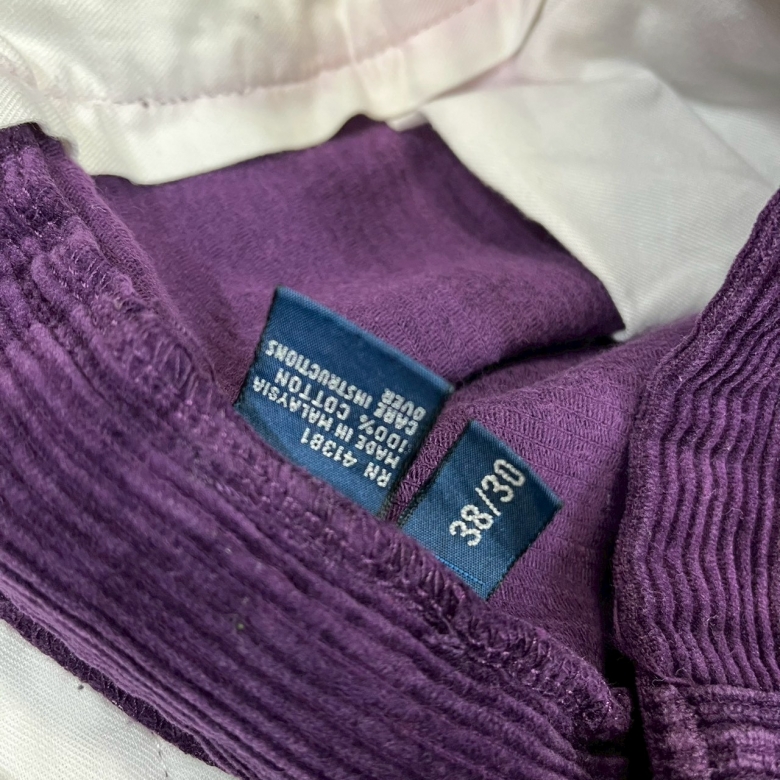 RN 41381
MADE IN MALAYSIA
100% COTTON
CARE INSTRUCTIONS
OVER
38/30